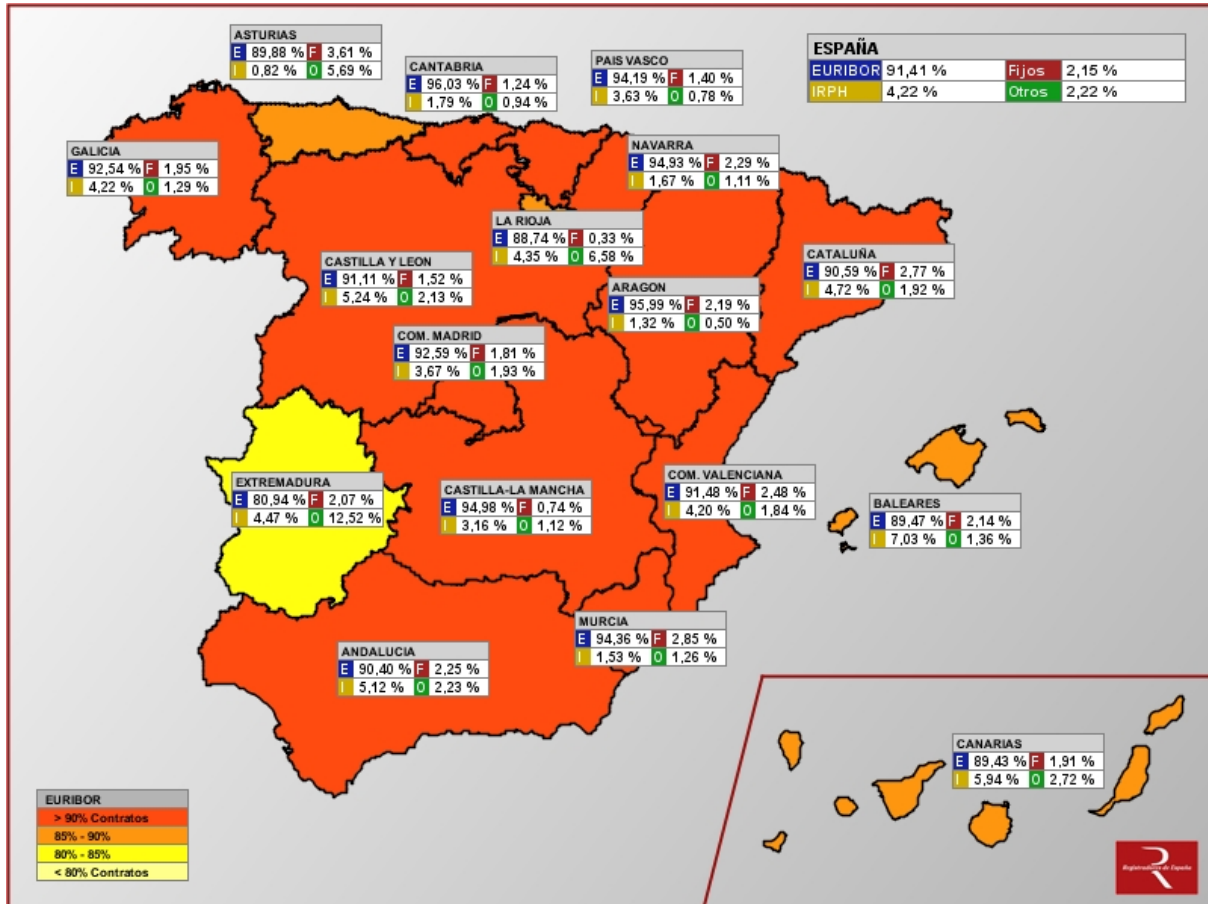 ASTURIAS
E 89,88 % F 3,61 %
I 0,82 % O 5,69 %
CANTABRIA
E 96,03 % F 1,24 %
I 1,79 % O 0,94 %
PAIS VASCO
E 94,19 % F 1,40 %
I 3,63 % O 0,78 %
ESPAÑA
EURIBOR 91,41 % Fijos 2,15 %
IRPH 4,22 % Otros 2,22 %
GALICIA
E 92,54 % F 1,95 %
I 4,22 % O 1,29 %
NAVARRA
E 94,93 % F 2,29 %
I 1,67 % O 1,11 %
LA RIOJA
E 88,74 % F 0,33 %
I 4,35 % O 6,58 %
CASTILLA Y LEON
E 91,11 % F 1,52 %
I 5,24 % O 2,13 %
CATALUÑA
E 90,59 % F 2,77 %
I 4,72 % O 1,92 %
ARAGON
E 95,99 % F 2,19 %
I 1,32 % O 0,50 %
COM. MADRID
E 92,59 % F 1,81 %
I 3,67 % O 1,93 %
EXTREMADURA
E 80,94 % F 2,07 %
I 4,47 % O 12,52 %
CASTILLA-LA MANCHA
E 94,98 % F 0,74 %
I 3,16 % O 1,12 %
COM. VALENCIANA
E 91,48 % F 2,48 %
I 4,20 % O 1,84 %
BALEARES
E 89,47 % F 2,14 %
I 7,03 % O 1,36 %
MURCIA
E 94,36 % F 2,85 %
I 1,53 % O 1,26 %
ANDALUCIA
E 90,40 % F 2,25 %
I 5,12 % O 2,23 %
CANARIAS
E 89,43 % F 1,91 %
I 5,94 % O 2,72 %
EURIBOR
> 90% Contratos
85% - 90%
80% - 85%
< 80% Contratos
R
Registradores de España